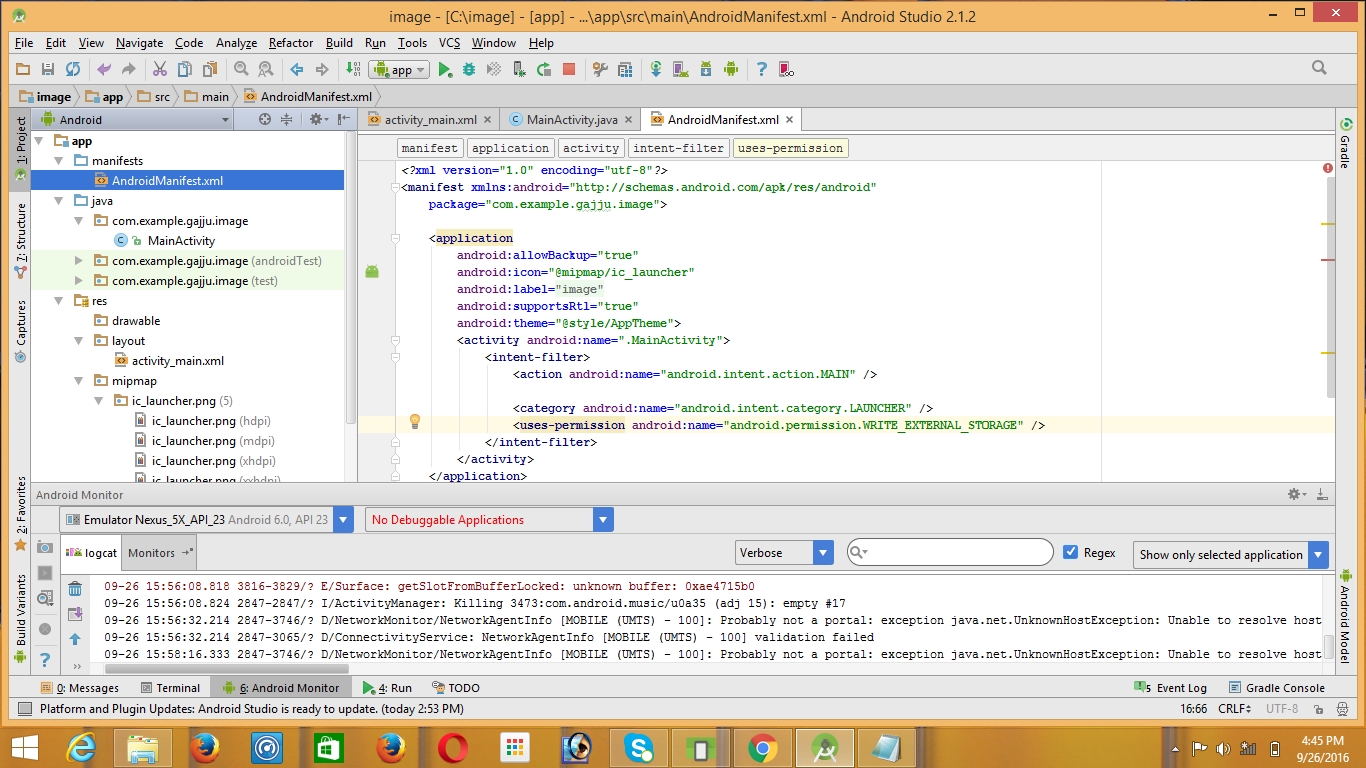 image - [C:\image] - [app] - ...\app\src\main\AndroidManifest.xml - Android Studio 2.1.2
File Edit View Navigate Code Analyze Refactor Build Run Tools VCS Window Help
app
image app src main AndroidManifest.xml
1: Project
7: Structure
Captures
2: Favorites
Build Variants
Android
app
manifests
AndroidManifest.xml
java
com.example.gajju.image
MainActivity
com.example.gajju.image (androidTest)
com.example.gajju.image (test)
res
drawable
layout
activity_main.xml
mipmap
ic_launcher.png (5)
ic_launcher.png (hdpi)
ic_launcher.png (mdpi)
ic_launcher.png (xhdpi)
ic_launcher.png (xxhdpi)
activity_main.xml MainActivity.java AndroidManifest.xml
manifest application activity intent-filter uses-permission
<?xml version="1.0" encoding="utf-8"?>
<manifest xmlns:android="http://schemas.android.com/apk/res/android"
package="com.example.gajju.image">
<application
android:allowBackup="true"
android:icon="@mipmap/ic_launcher"
android:label="image"
android:supportsRtl="true"
android:theme="@style/AppTheme">
<activity android:name=".MainActivity">
<intent-filter>
<action android:name="android.intent.action.MAIN" />
<category android:name="android.intent.category.LAUNCHER" />
<uses-permission android:name="android.permission.WRITE_EXTERNAL_STORAGE" />
</intent-filter>
</activity>
</application>
Gradle
Android Model
Android Monitor
Emulator Nexus_5X_API_23 Android 6.0, API 23 No Debuggable Applications
logcat Monitors Verbose Regex Show only selected application
09-26 15:56:08.818 3816-3829/? E/Surface: getSlotFromBufferLocked: unknown buffer: 0xae4715b0
09-26 15:56:08.824 2847-2847/? I/ActivityManager: Killing 3473:com.android.music/u0a35 (adj 15): empty #17
09-26 15:56:32.214 2847-3746/? D/NetworkMonitor/NetworkAgentInfo [MOBILE (UMTS) - 100]: Probably not a portal: exception java.net.UnknownHostException: Unable to resolve host
09-26 15:56:32.214 2847-3065/? D/ConnectivityService: NetworkAgentInfo [MOBILE (UMTS) - 100] validation failed
09-26 15:58:16.333 2847-3746/? D/NetworkMonitor/NetworkAgentInfo [MOBILE (UMTS) - 100]: Probably not a portal: exception java.net.UnknownHostException: Unable to resolve host
0: Messages Terminal 6: Android Monitor 4: Run TODO 5 Event Log Gradle Console
Platform and Plugin Updates: Android Studio is ready to update. (today 2:53 PM) 16:66 CRLF UTF-8
4:45 PM
9/26/2016